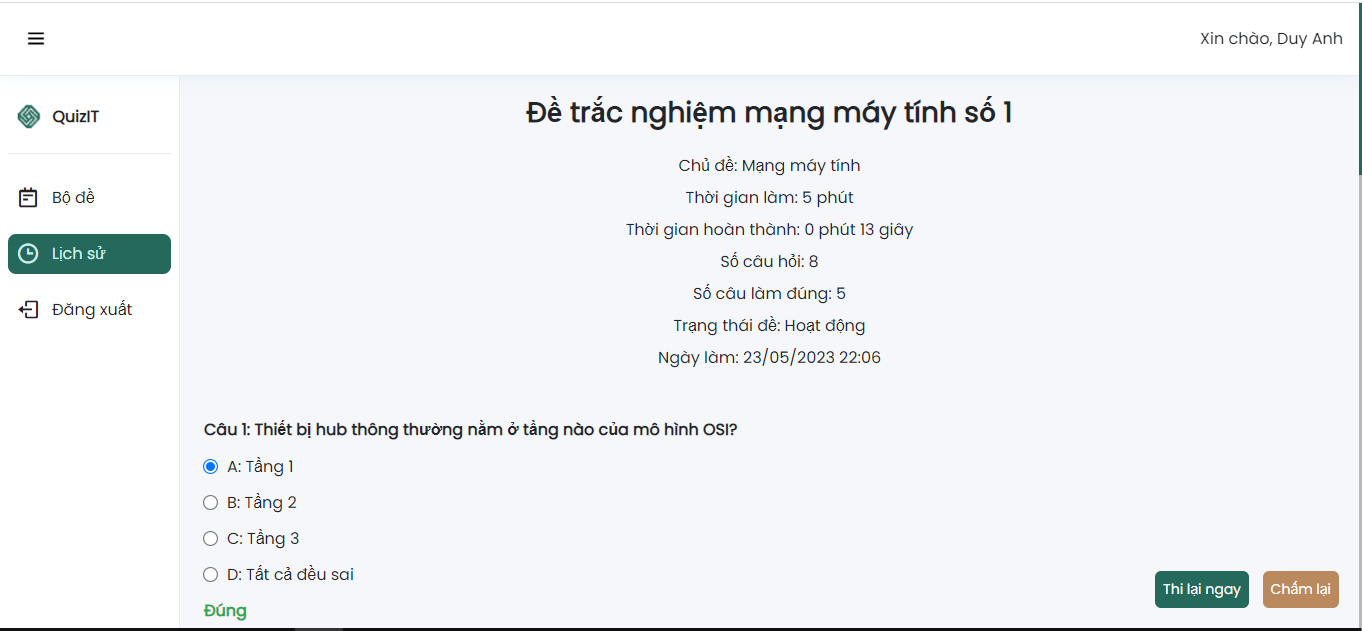 Xin chào, Duy Anh
QuizIT
Bộ đề
Lịch sử
Đăng xuất
Đề trắc nghiệm mạng máy tính số 1
Chủ đề: Mạng máy tính
Thời gian làm: 5 phút
Thời gian hoàn thành: 0 phút 13 giây
Số câu hỏi: 8
Số câu làm đúng: 5
Trạng thái đề: Hoạt động
Ngày làm: 23/05/2023 22:06
Câu 1: Thiết bị hub thông thường nằm ở tầng nào của mô hình OSI?
A: Tầng 1
B: Tầng 2
C: Tầng 3
D: Tất cả đều sai
Đúng
Thi lại ngay
Chấm lại